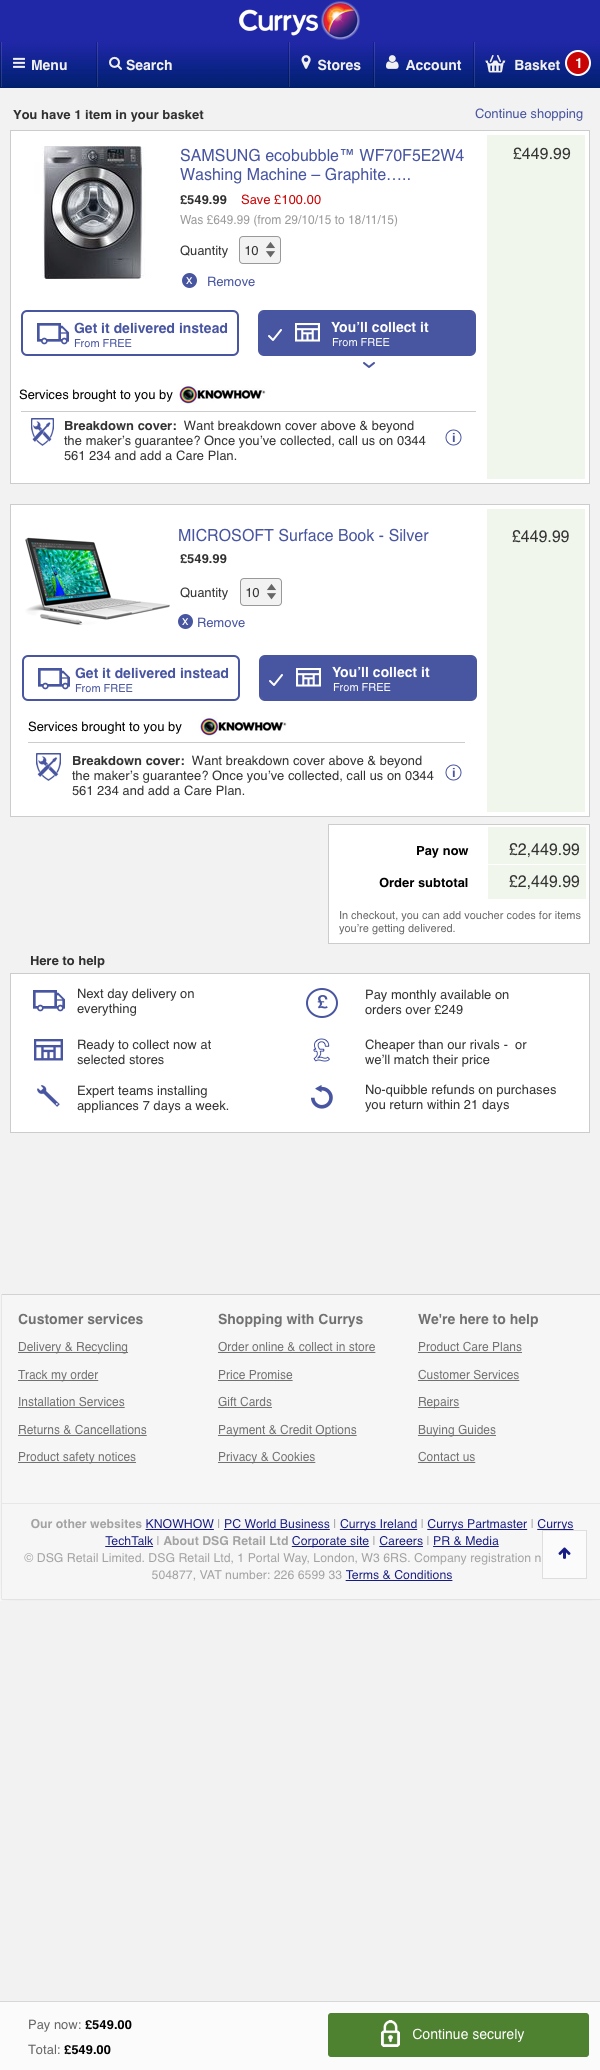 Currys
Menu
Search
Stores
Account
Basket 1
You have 1 item in your basket
Continue shopping
SAMSUNG ecobubble™ WF70F5E2W4
Washing Machine – Graphite.....
£449.99
£549.99 Save £100.00
Was £649.99 (from 29/10/15 to 18/11/15)
Quantity 10
x Remove
Get it delivered instead
From FREE
You'll collect it
From FREE
Services brought to you by KNOWHOW
Breakdown cover: Want breakdown cover above & beyond
the maker's guarantee? Once you've collected, call us on 0344
561 234 and add a Care Plan.
i
MICROSOFT Surface Book - Silver
£449.99
£549.99
Quantity 10
x Remove
Get it delivered instead
From FREE
You'll collect it
From FREE
Services brought to you by KNOWHOW
Breakdown cover: Want breakdown cover above & beyond
the maker's guarantee? Once you've collected, call us on 0344
561 234 and add a Care Plan.
i
Pay now £2,449.99
Order subtotal £2,449.99
In checkout, you can add voucher codes for items
you're getting delivered.
Here to help
Next day delivery on
everything
£
Pay monthly available on
orders over £249
Ready to collect now at
selected stores
£
Cheaper than our rivals - or
we'll match their price
Expert teams installing
appliances 7 days a week.
No-quibble refunds on purchases
you return within 21 days
Customer services
Delivery & Recycling
Track my order
Installation Services
Returns & Cancellations
Product safety notices
Shopping with Currys
Order online & collect in store
Price Promise
Gift Cards
Payment & Credit Options
Privacy & Cookies
We're here to help
Product Care Plans
Customer Services
Repairs
Buying Guides
Contact us
Our other websites KNOWHOW | PC World Business | Currys Ireland | Currys Partmaster | Currys
TechTalk | About DSG Retail Ltd Corporate site | Careers | PR & Media
© DSG Retail Limited. DSG Retail Ltd, 1 Portal Way, London, W3 6RS. Company registration n
504877, VAT number: 226 6599 33 Terms & Conditions
Pay now: £549.00
Total: £549.00
Continue securely